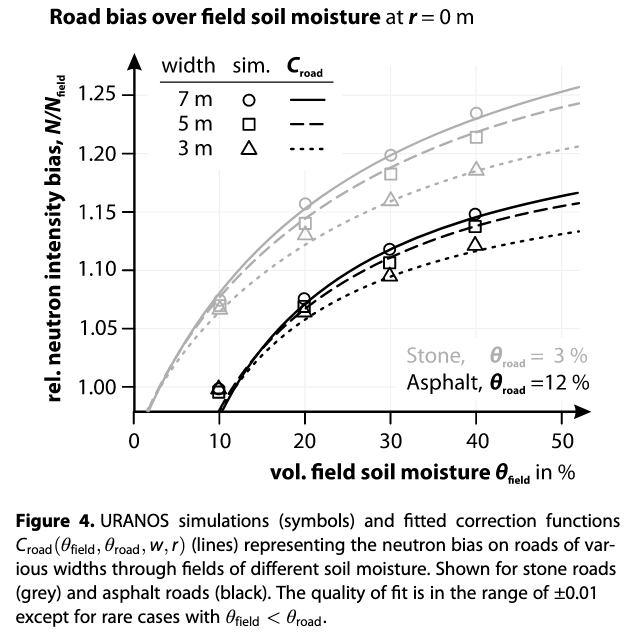 Road bias over field soil moisture at r = 0 m
width sim. C_road
7 m
5 m
3 m
rel. neutron intensity bias, N/N_field
1.25
1.20
1.15
1.10
1.05
1.00
Stone, θ_road = 3 %
Asphalt, θ_road =12 %
0 10 20 30 40 50
vol. field soil moisture θ_field in %
Figure 4. URANOS simulations (symbols) and fitted correction functions
C_road(θ_field, θ_road, w, r) (lines) representing the neutron bias on roads of var-
ious widths through fields of different soil moisture. Shown for stone roads
(grey) and asphalt roads (black). The quality of fit is in the range of ±0.01
except for rare cases with θ_field < θ_road.